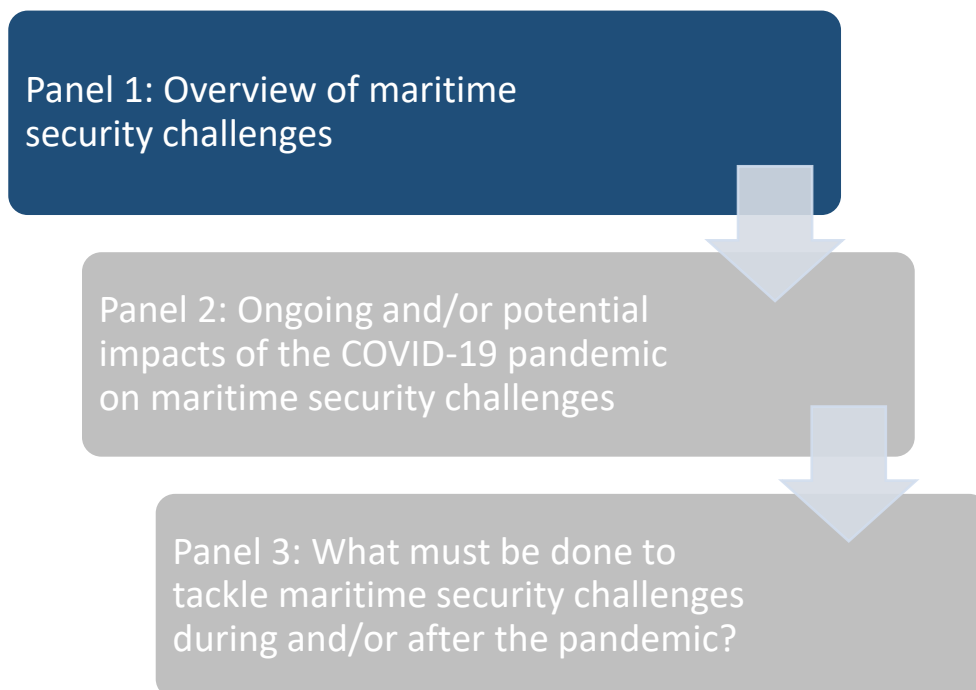 Panel 1: Overview of maritime
security challenges
Panel 2: Ongoing and/or potential
impacts of the COVID-19 pandemic
on maritime security challenges
Panel 3: What must be done to
tackle maritime security challenges
during and/or after the pandemic?